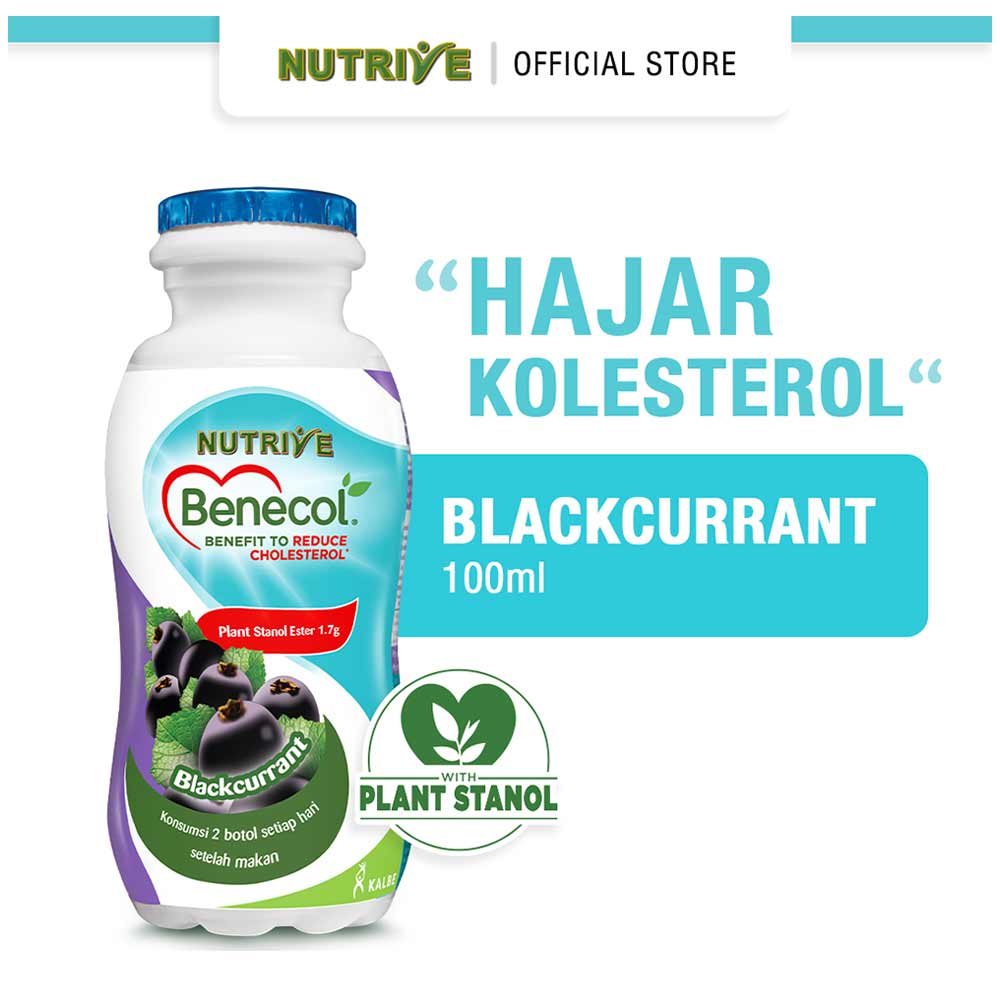 NUTRIVE | OFFICIAL STORE
“HAJAR
KOLESTEROL“
BLACKCURRANT
100ml
NUTRIVE
Benecol®
BENEFIT TO REDUCE
CHOLESTEROL*
Plant Stanol Ester 1.7g
Blackcurrant
Konsumsi 2 botol setiap hari
setelah makan
KALBE
WITH
PLANT STANOL